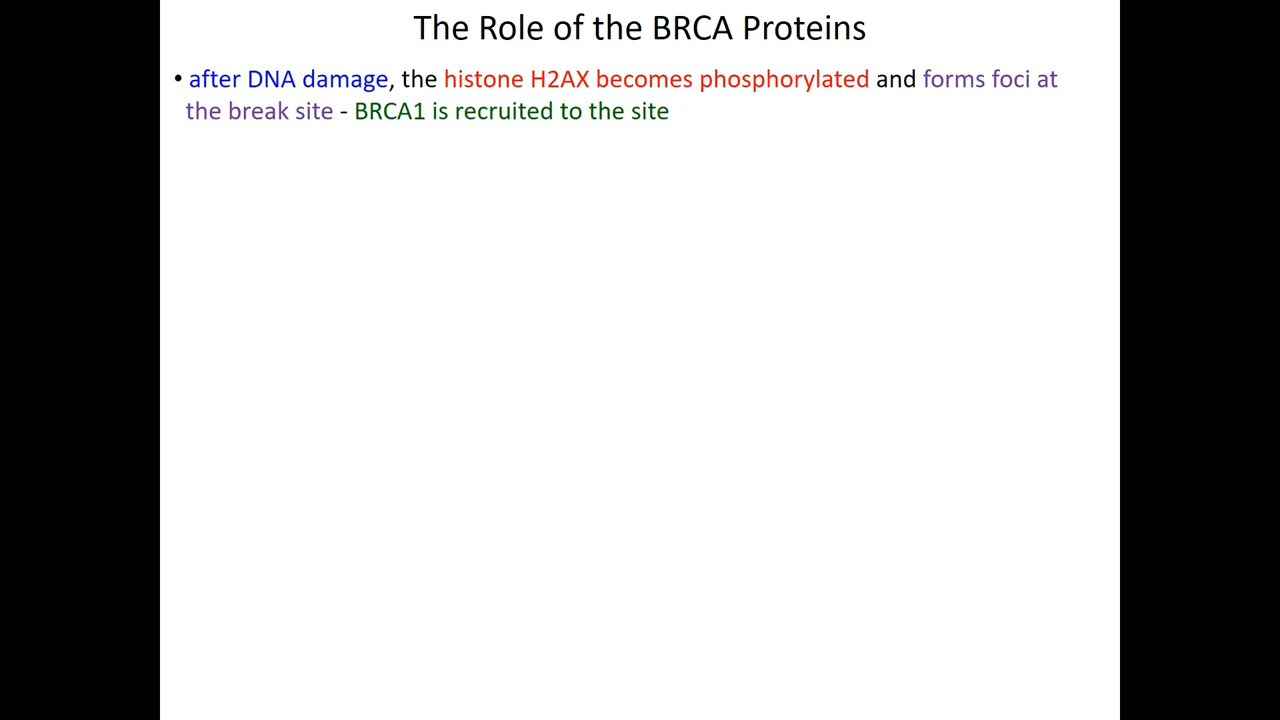 The Role of the BRCA Proteins
• after DNA damage, the histone H2AX becomes phosphorylated and forms foci at
the break site - BRCA1 is recruited to the site